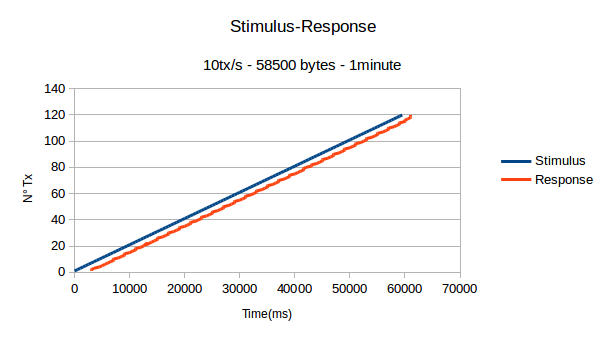 Stimulus-Response
10tx/s - 58500 bytes - 1minute
140
120
100
80
60
40
20
0
N° Tx
0 10000 20000 30000 40000 50000 60000 70000
Time(ms)
Stimulus
Response